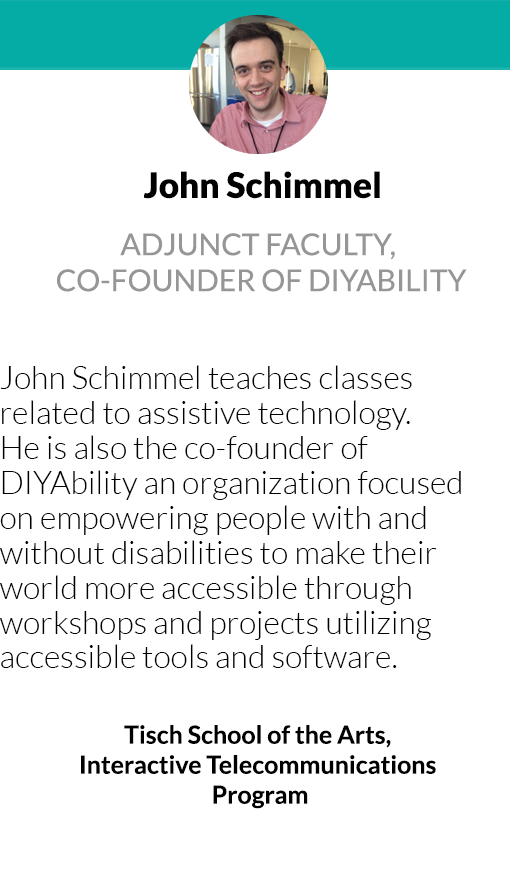 John Schimmel
ADJUNCT FACULTY,
CO-FOUNDER OF DIYABILITY
John Schimmel teaches classes
related to assistive technology.
He is also the co-founder of
DIYAbility an organization focused
on empowering people with and
without disabilities to make their
world more accessible through
workshops and projects utilizing
accessible tools and software.
Tisch School of the Arts,
Interactive Telecommunications
Program